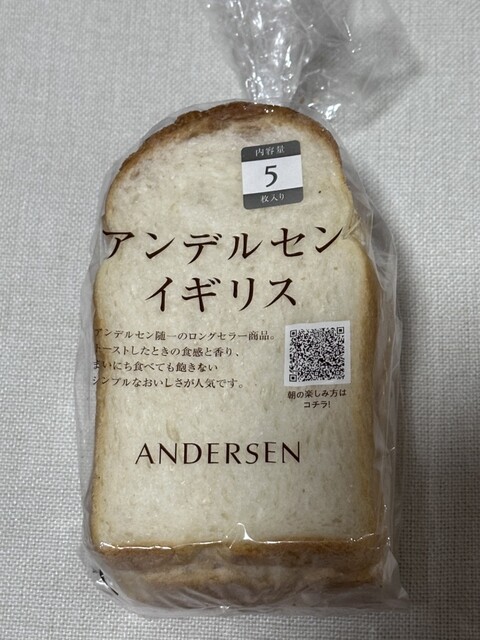 内容量
5
枚入り
アンデルセン
イギリス
アンデルセン随一のロングセラー商品。
トーストしたときの食感と香り、
まいにち食べても飽きない
シンプルなおいしさが人気です。
朝の楽しみ方は
コチラ!
ANDERSEN